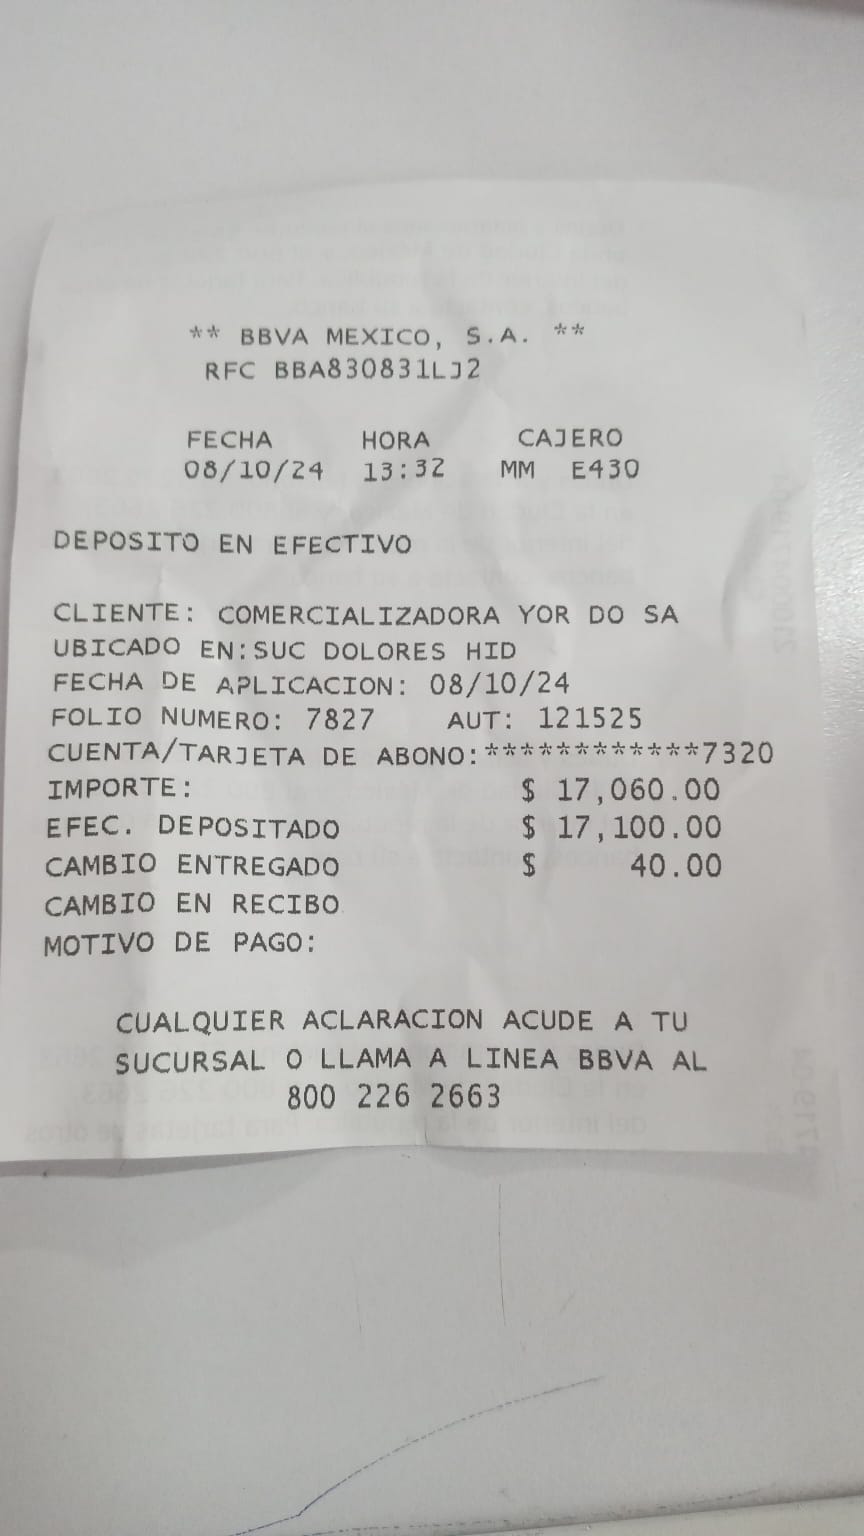 ** BBVA MEXICO, S.A. **
RFC BBA830831LJ2
FECHA HORA CAJERO
08/10/24 13:32 MM E430
DEPOSITO EN EFECTIVO
CLIENTE: COMERCIALIZADORA YOR DO SA
UBICADO EN:SUC DOLORES HID
FECHA DE APLICACION: 08/10/24
FOLIO NUMERO: 7827 AUT: 121525
CUENTA/TARJETA DE ABONO:************7320
IMPORTE: $ 17,060.00
EFEC. DEPOSITADO $ 17,100.00
CAMBIO ENTREGADO $ 40.00
CAMBIO EN RECIBO
MOTIVO DE PAGO:
CUALQUIER ACLARACION ACUDE A TU
SUCURSAL O LLAMA A LINEA BBVA AL
800 226 2663